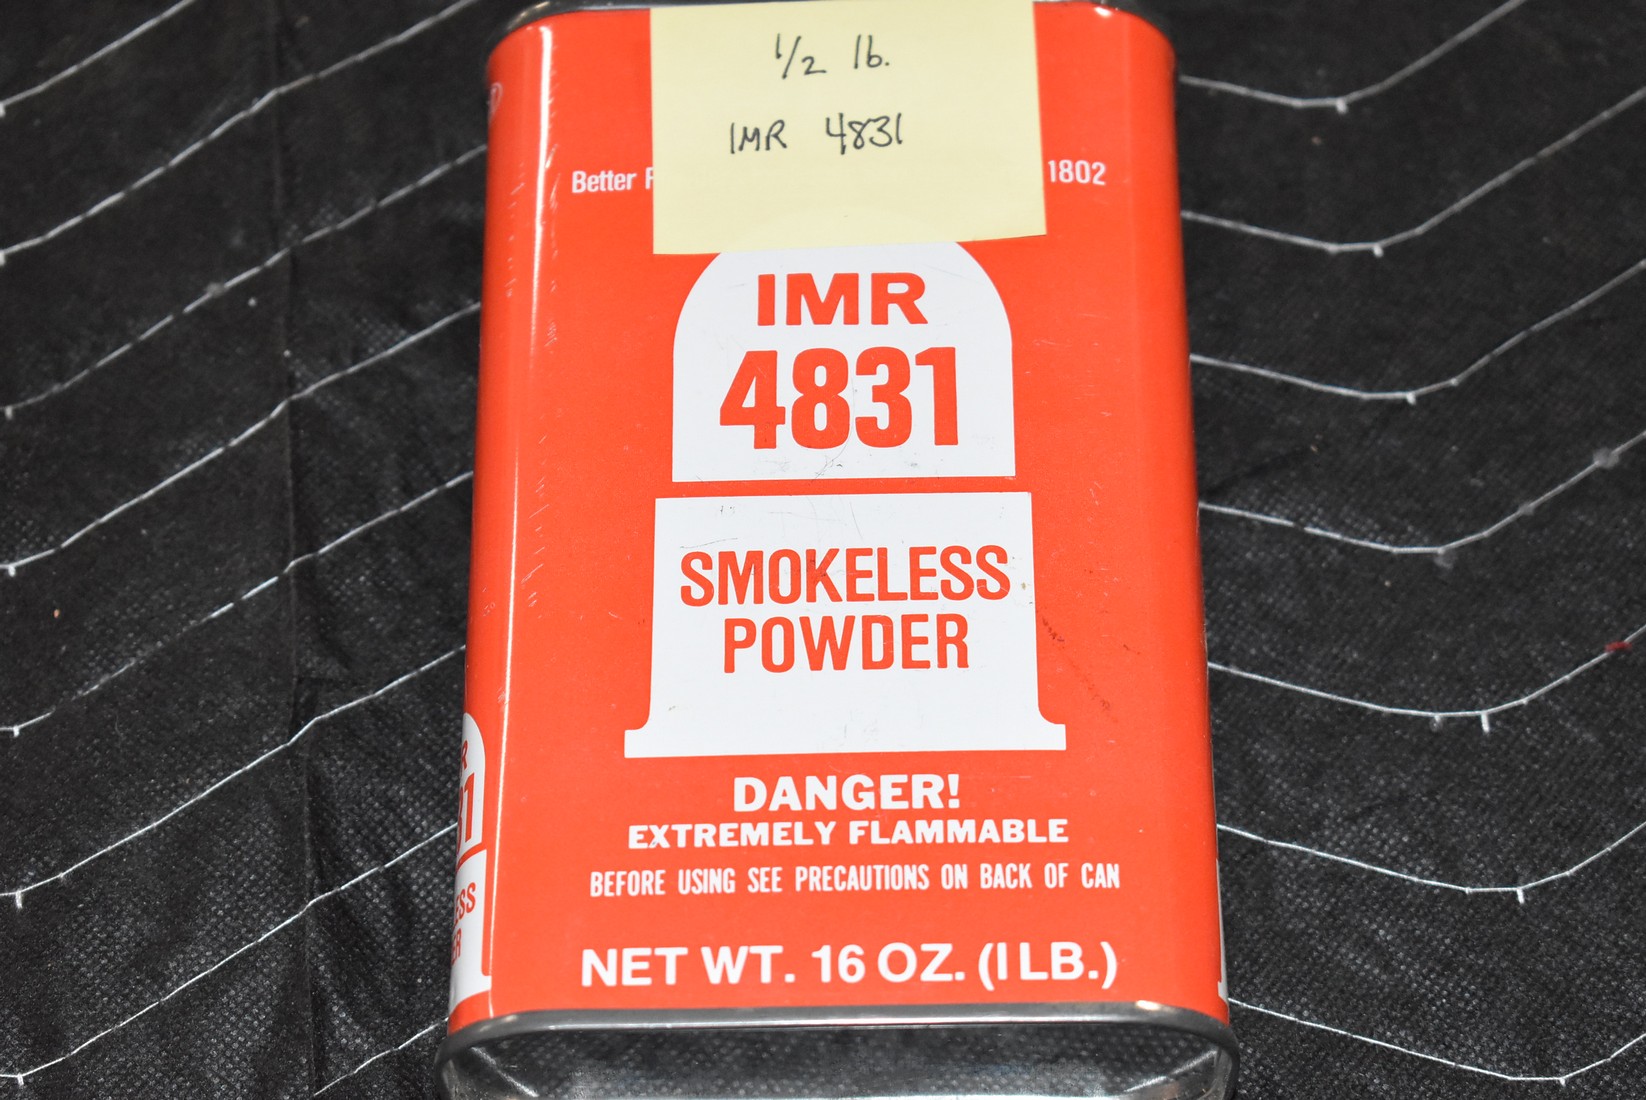 1/2 lb.
IMR 4831
Better
1802
IMR
4831
SMOKELESS
POWDER
DANGER!
EXTREMELY FLAMMABLE
BEFORE USING SEE PRECAUTIONS ON BACK OF CAN
NET WT. 16 OZ. (1 LB.)